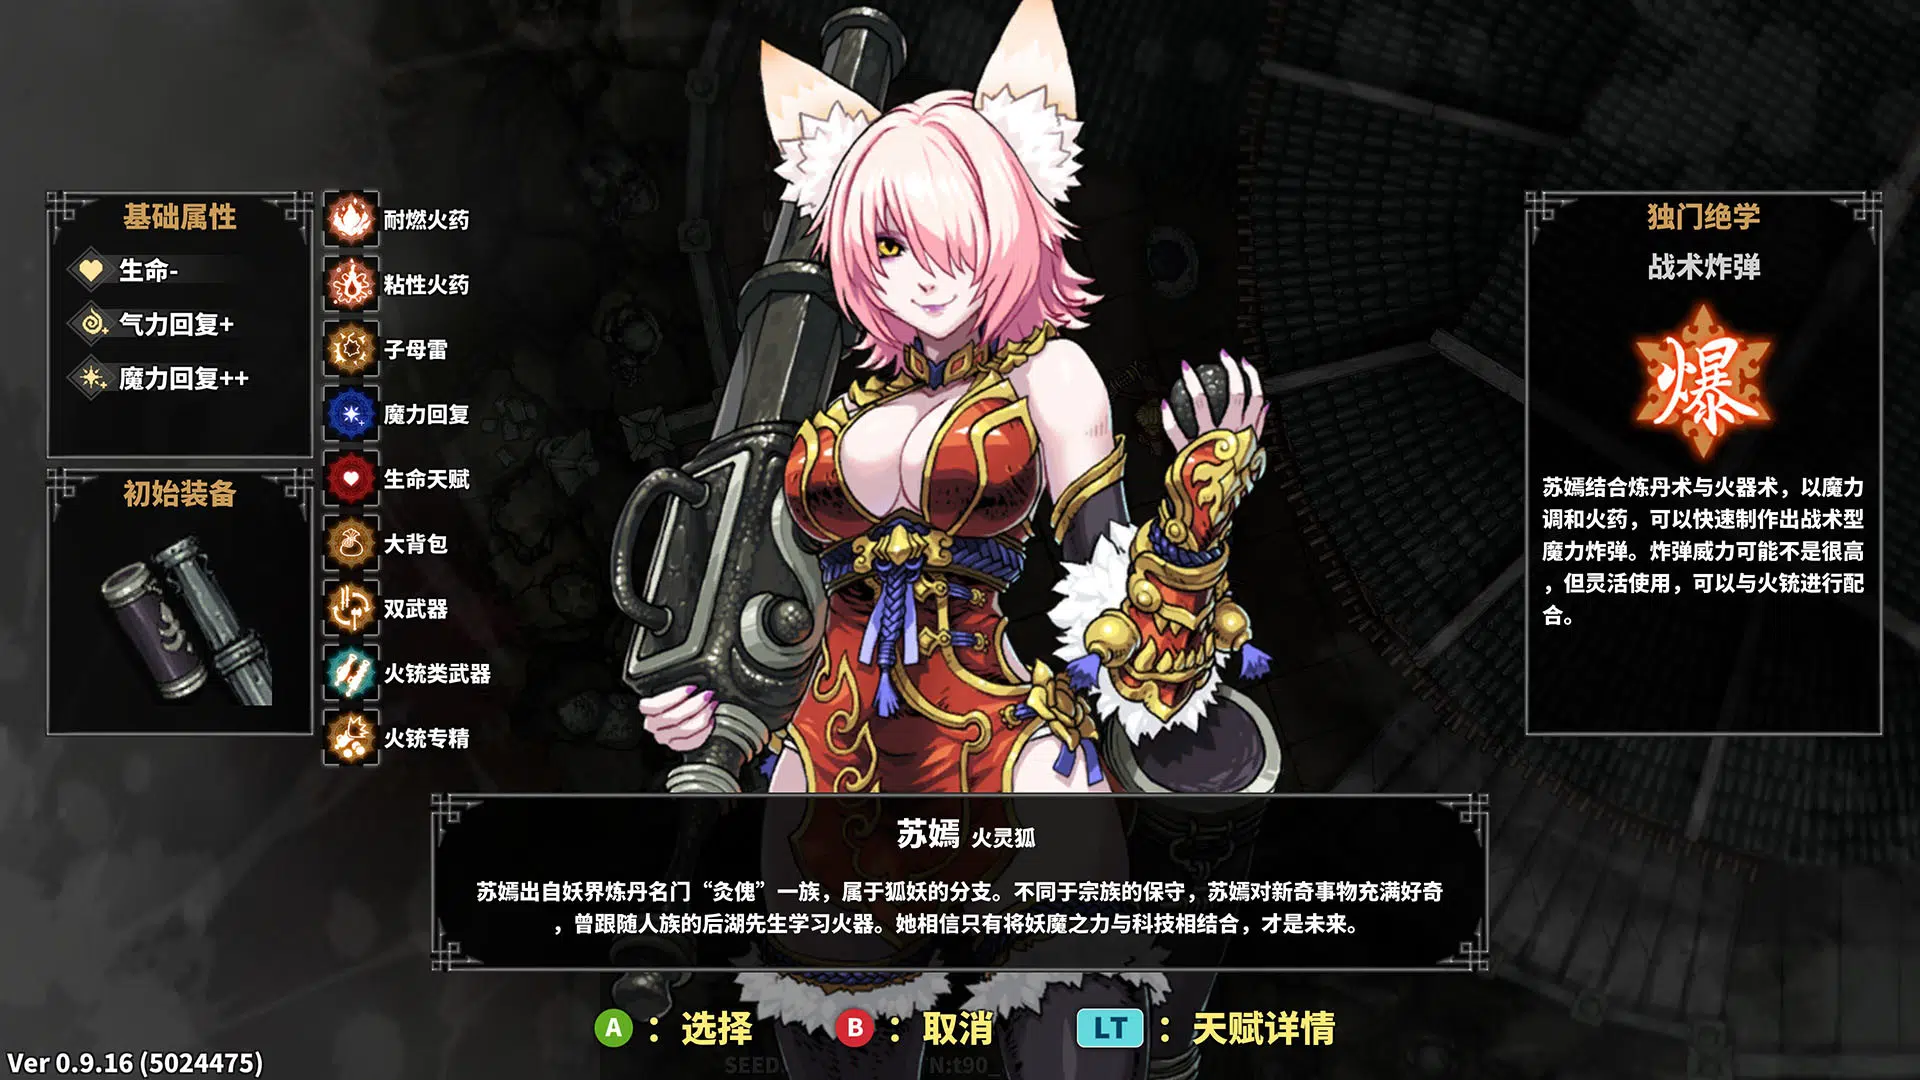 基础属性
生命-
气力回复+
魔力回复++
初始装备
耐燃火药
粘性火药
子母雷
魔力回复
生命天赋
大背包
双武器
火铳类武器
火铳专精
独门绝学
战术炸弹
爆
苏嫣结合炼丹术与火器术，以魔力
调和火药，可以快速制作出战术型
魔力炸弹。炸弹威力可能不是很高
，但灵活使用，可以与火铳进行配
合。
苏嫣 火灵狐
苏嫣出自妖界炼丹名门“灸傀”一族，属于狐妖的分支。不同于宗族的保守，苏嫣对新奇事物充满好奇
，曾跟随人族的后湖先生学习火器。她相信只有将妖魔之力与科技相结合，才是未来。
A ：选择 B ：取消 LT ：天赋详情
SEED: N:t90_
Ver 0.9.16 (5024475)